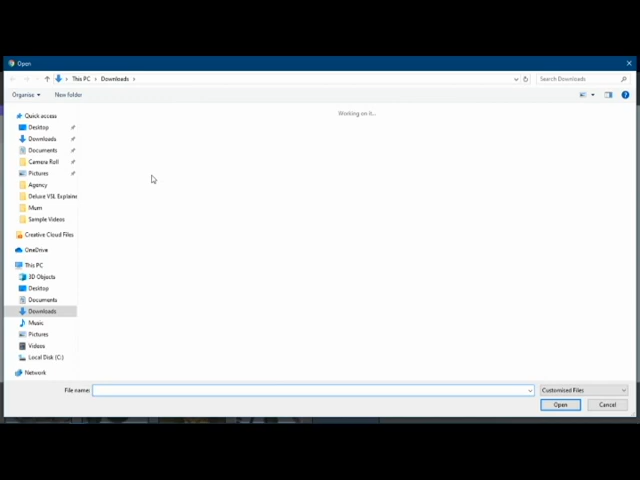 Open
This PC
Downloads
Search Downloads
Organise
New folder
Working on it...
Quick access
Desktop
Downloads
Documents
Camera Roll
Pictures
Agency
Deluxe VSL Explaine
Mum
Sample Videos
Creative Cloud Files
OneDrive
This PC
3D Objects
Desktop
Documents
Downloads
Music
Pictures
Videos
Local Disk (C:)
Network
File name:
Customised Files
Open
Cancel